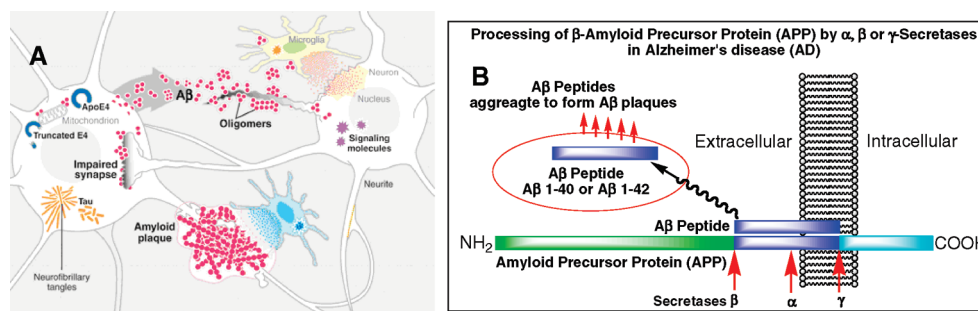 A
Microglia
Neuron
Nucleus
Aβ
ApoE4
Mitochondrion
Oligomers
Truncated E4
Signaling
molecules
Impaired
synapse
Neurite
Tau
Amyloid
plaque
Neurofibrillary
tangles
Processing of β-Amyloid Precursor Protein (APP) by α, β or γ-Secretases
in Alzheimer's disease (AD)
B
Aβ Peptides
aggreagte to form Aβ plaques
Extracellular
Intracellular
Aβ Peptide
Aβ 1-40 or Aβ 1-42
Aβ Peptide
NH2
COOH
Amyloid Precursor Protein (APP)
Secretases β
α
γ